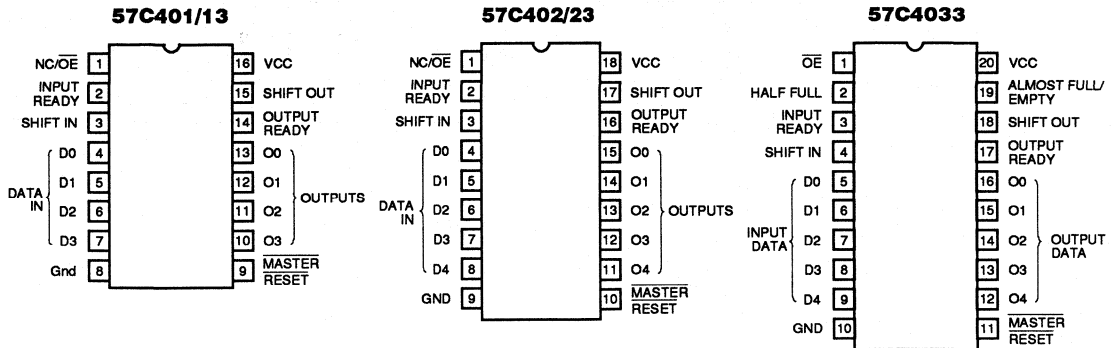 57C401/13
NC/OE 1
16 VCC
INPUT
READY 2
15 SHIFT OUT
SHIFT IN 3
14 OUTPUT
READY
D0 4
13 O0
D1 5
12 O1
D2 6
11 O2
D3 7
10 O3
DATA
IN
OUTPUTS
Gnd 8
9 MASTER
RESET
57C402/23
NC/OE 1
18 VCC
INPUT
READY 2
17 SHIFT OUT
SHIFT IN 3
16 OUTPUT
READY
D0 4
15 O0
D1 5
14 O1
D2 6
13 O2
D3 7
12 O3
D4 8
11 O4
DATA
IN
OUTPUTS
GND 9
10 MASTER
RESET
57C4033
OE 1
20 VCC
HALF FULL 2
19 ALMOST FULL/
EMPTY
INPUT
READY 3
18 SHIFT OUT
SHIFT IN 4
17 OUTPUT
READY
D0 5
16 O0
D1 6
15 O1
D2 7
14 O2
D3 8
13 O3
D4 9
12 O4
INPUT
DATA
OUTPUT
DATA
GND 10
11 MASTER
RESET